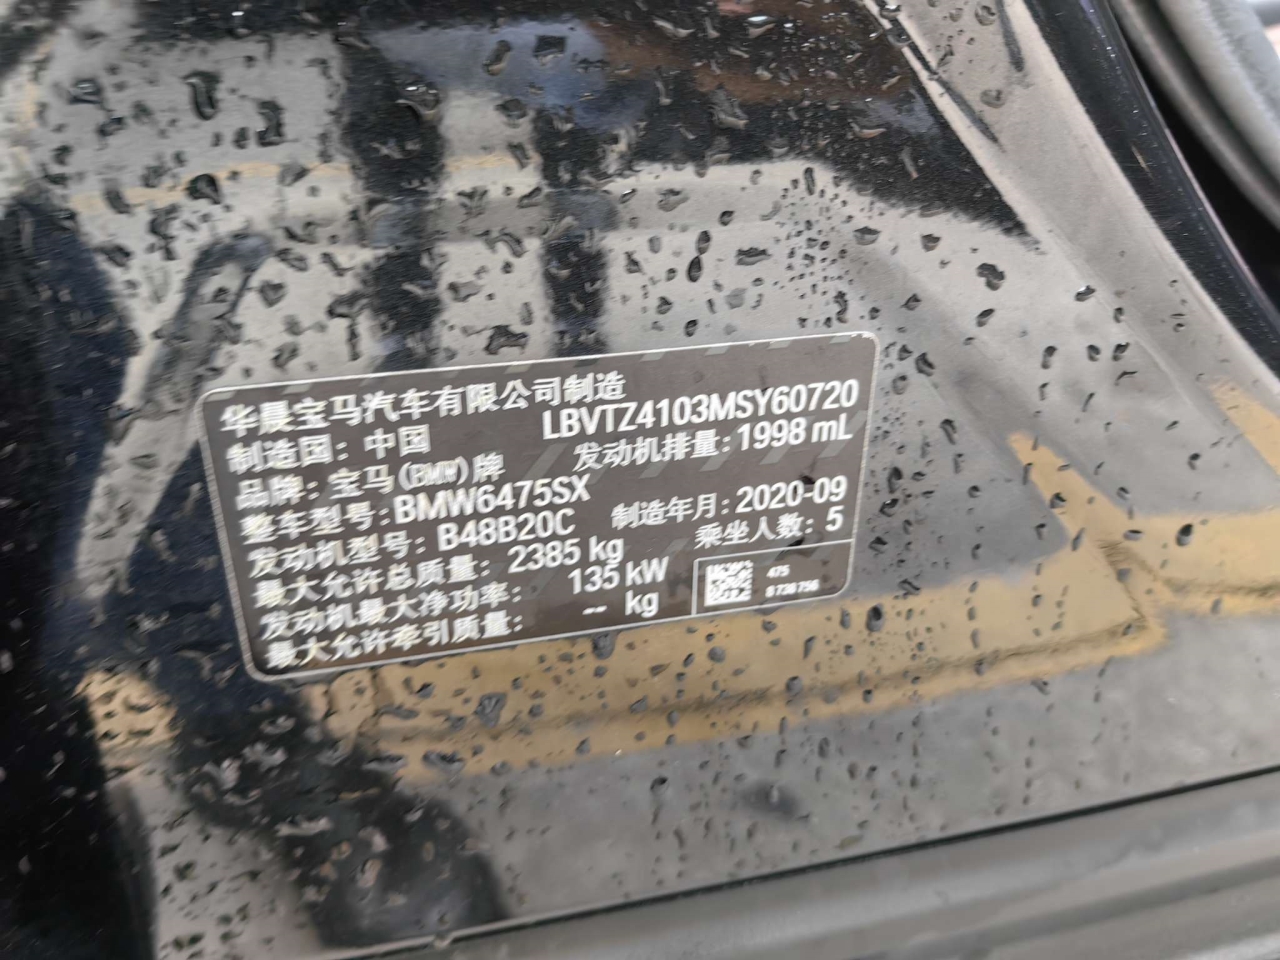 华晨宝马汽车有限公司制造
制造国：中国 LBVTZ4103MSY60720
品牌：宝马(BMW)牌 发动机排量：1998 mL
整车型号：BMW6475SX
发动机型号：B48B20C 制造年月：2020-09
最大允许总质量：2385 kg 乘坐人数：5
发动机最大净功率：135 kW
最大允许牵引质量：-- kg
475
8 738 756